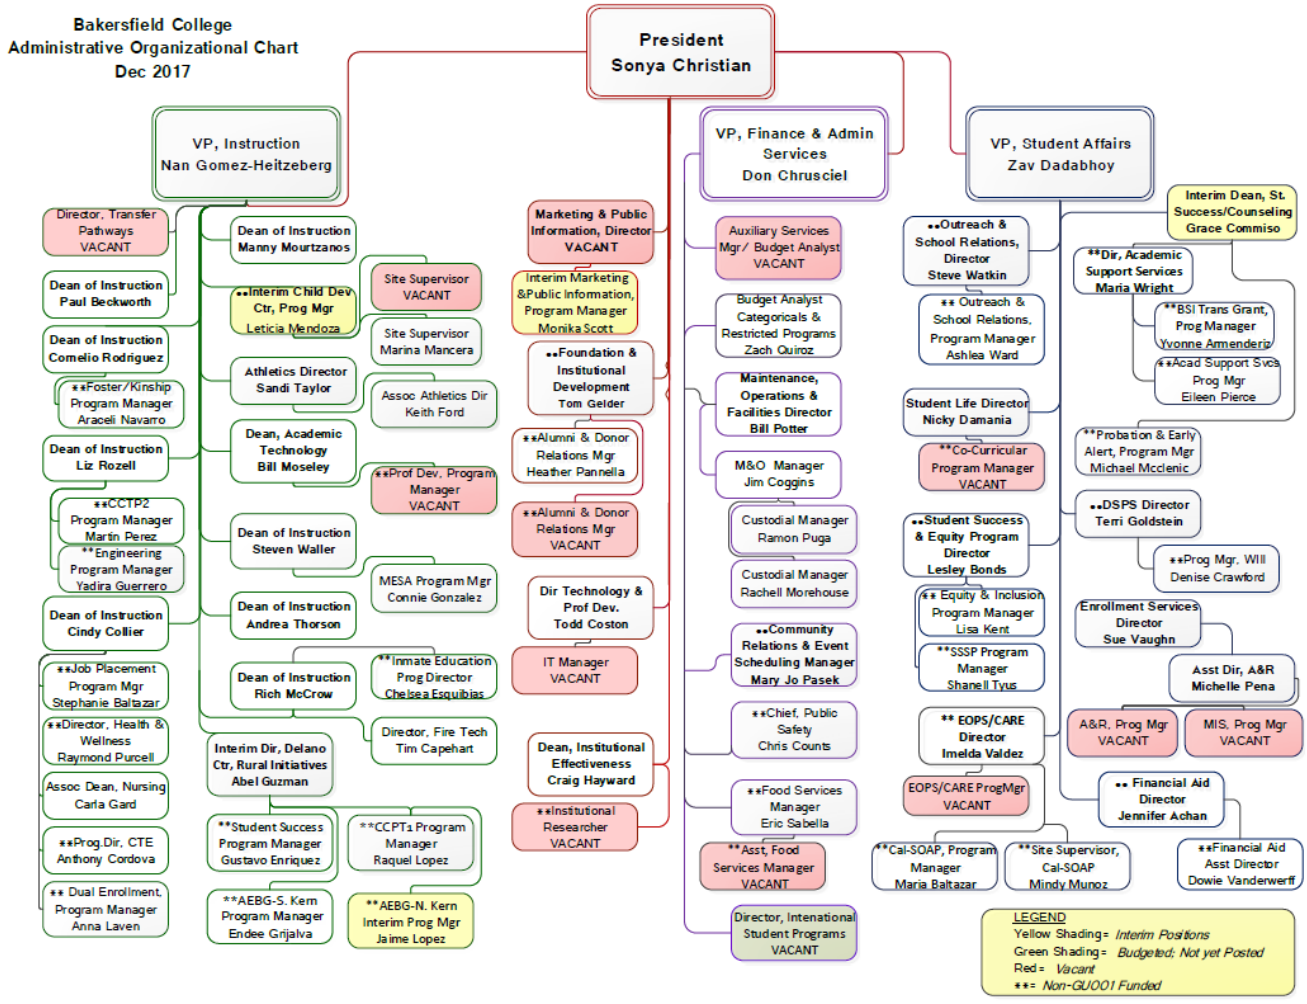 Bakersfield College
Administrative Organizational Chart
Dec 2017
President
Sonya Christian
VP, Instruction
Nan Gomez-Heitzeberg
VP, Finance & Admin
Services
Don Chrusciel
VP, Student Affairs
Zav Dadabhoy
Director, Transfer
Pathways
VACANT
Dean of Instruction
Paul Beckworth
Dean of Instruction
Cornelio Rodriguez
**Foster/Kinship
Program Manager
Araceli Navarro
Dean of Instruction
Liz Rozell
**CCTP2
Program Manager
Martin Perez
**Engineering
Program Manager
Yadira Guerrero
Dean of Instruction
Cindy Collier
**Job Placement
Program Mgr
Stephanie Baltazar
**Director, Health &
Wellness
Raymond Purcell
Assoc Dean, Nursing
Carla Gard
**Prog.Dir, CTE
Anthony Cordova
** Dual Enrollment,
Program Manager
Anna Laven
Dean of Instruction
Manny Mourtzanos
••Interim Child Dev
Ctr, Prog Mgr
Leticia Mendoza
Site Supervisor
VACANT
Site Supervisor
Marina Mancera
Athletics Director
Sandi Taylor
Assoc Athletics Dir
Keith Ford
Dean, Academic
Technology
Bill Moseley
**Prof Dev, Program
Manager
VACANT
Dean of Instruction
Steven Waller
MESA Program Mgr
Connie Gonzalez
Dean of Instruction
Andrea Thorson
Dean of Instruction
Rich McCrow
**Inmate Education
Prog Director
Chelsea Esquibias
Director, Fire Tech
Tim Capehart
Interim Dir, Delano
Ctr, Rural Initiatives
Abel Guzman
**Student Success
Program Manager
Gustavo Enriquez
**CCPT1 Program
Manager
Raquel Lopez
**AEBG-S. Kern
Program Manager
Endee Grijalva
**AEBG-N. Kern
Interim Prog Mgr
Jaime Lopez
Marketing & Public
Information, Director
VACANT
Interim Marketing
&Public Information,
Program Manager
Monika Scott
••Foundation &
Institutional
Development
Tom Gelder
**Alumni & Donor
Relations Mgr
Heather Pannella
**Alumni & Donor
Relations Mgr
VACANT
Dir Technology &
Prof Dev.
Todd Coston
IT Manager
VACANT
Dean, Institutional
Effectiveness
Craig Hayward
**Institutional
Researcher
VACANT
Auxiliary Services
Mgr/ Budget Analyst
VACANT
Budget Analyst
Categoricals &
Restricted Programs
Zach Quiroz
Maintenance,
Operations &
Facilities Director
Bill Potter
M&O Manager
Jim Coggins
Custodial Manager
Ramon Puga
Custodial Manager
Rachell Morehouse
••Community
Relations & Event
Scheduling Manager
Mary Jo Pasek
**Chief, Public
Safety
Chris Counts
**Food Services
Manager
Eric Sabella
**Asst, Food
Services Manager
VACANT
Director, Intenational
Student Programs
VACANT
••Outreach &
School Relations,
Director
Steve Watkin
** Outreach &
School Relations,
Program Manager
Ashlea Ward
Student Life Director
Nicky Damania
**Co-Curricular
Program Manager
VACANT
••Student Success
& Equity Program
Director
Lesley Bonds
** Equity & Inclusion
Program Manager
Lisa Kent
**SSSP Program
Manager
Shanell Tyus
** EOPS/CARE
Director
Imelda Valdez
EOPS/CARE ProgMgr
VACANT
**Cal-SOAP, Program
Manager
Maria Baltazar
**Site Supervisor,
Cal-SOAP
Mindy Munoz
Interim Dean, St.
Success/Counseling
Grace Commiso
**Dir, Academic
Support Services
Maria Wright
**BSI Trans Grant,
Prog Manager
Yvonne Armenderiz
**Acad Support Svcs
Prog Mgr
Eileen Pierce
**Probation & Early
Alert, Program Mgr
Michael Mcclenic
••DSPS Director
Terri Goldstein
**Prog Mgr, WIll
Denise Crawford
Enrollment Services
Director
Sue Vaughn
Asst Dir, A&R
Michelle Pena
A&R, Prog Mgr
VACANT
MIS, Prog Mgr
VACANT
•• Financial Aid
Director
Jennifer Achan
**Financial Aid
Asst Director
Dowie Vanderwerff
LEGEND
Yellow Shading= Interim Positions
Green Shading= Budgeted; Not yet Posted
Red= Vacant
**= Non-GU001 Funded